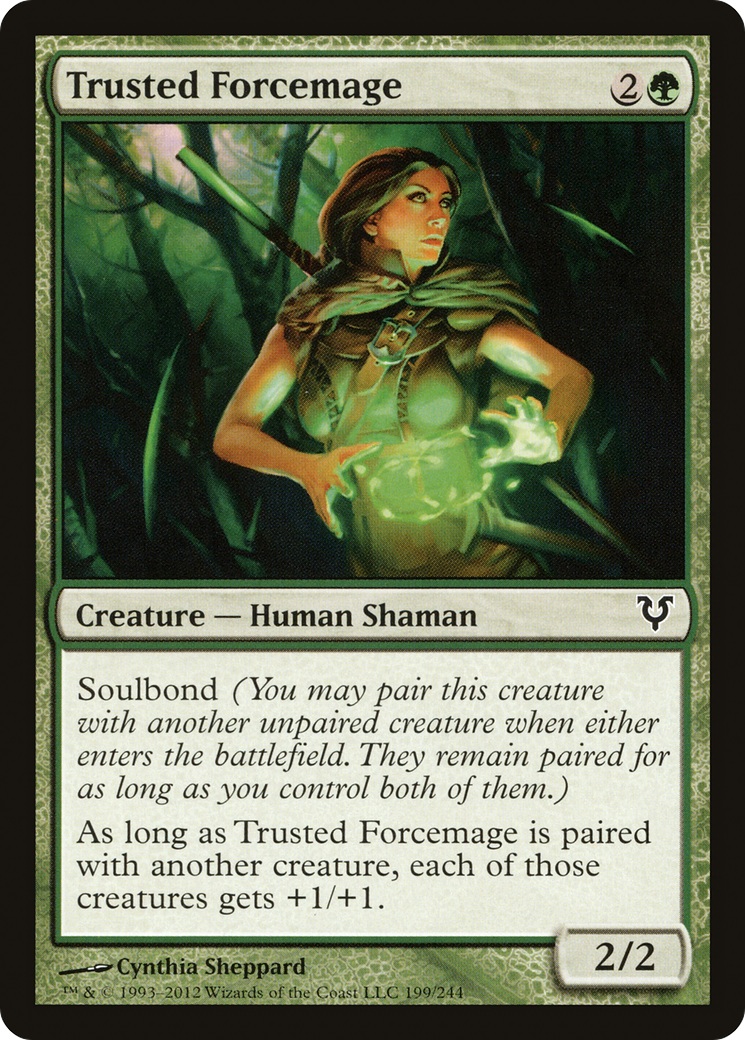 Trusted Forcemage 2
Creature — Human Shaman
Soulbond (You may pair this creature
with another unpaired creature when either
enters the battlefield. They remain paired for
as long as you control both of them.)
As long as Trusted Forcemage is paired
with another creature, each of those
creatures gets +1/+1.
2/2
Cynthia Sheppard
™ & © 1993–2012 Wizards of the Coast LLC 199/244